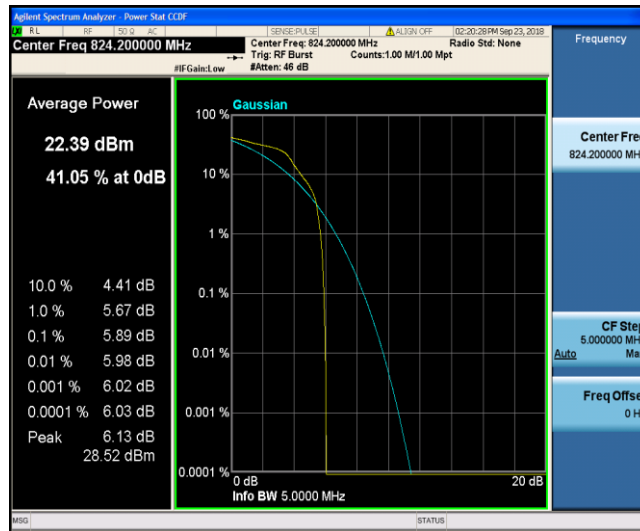 Agilent Spectrum Analyzer - Power Stat CCDF
RL RF 50 Ω AC SENSE:PULSE ALIGN OFF 02:20:28 PM Sep 23, 2018
Center Freq 824.200000 MHz
Center Freq: 824.200000 MHz Radio Std: None
Trig: RF Burst Counts:1.00 M/1.00 Mpt
#IFGain:Low #Atten: 46 dB
Frequency
Average Power
22.39 dBm
41.05 % at 0dB
10.0 % 4.41 dB
1.0 % 5.67 dB
0.1 % 5.89 dB
0.01 % 5.98 dB
0.001 % 6.02 dB
0.0001 % 6.03 dB
Peak 6.13 dB
28.52 dBm
Gaussian
100 %
10 %
1 %
0.1 %
0.01 %
0.001 %
0.0001 %
0 dB 20 dB
Info BW 5.0000 MHz
Center Fre
824.200000 MH
CF Step
5.000000 MH
Auto Ma
Freq Offse
0 H
MSG STATUS